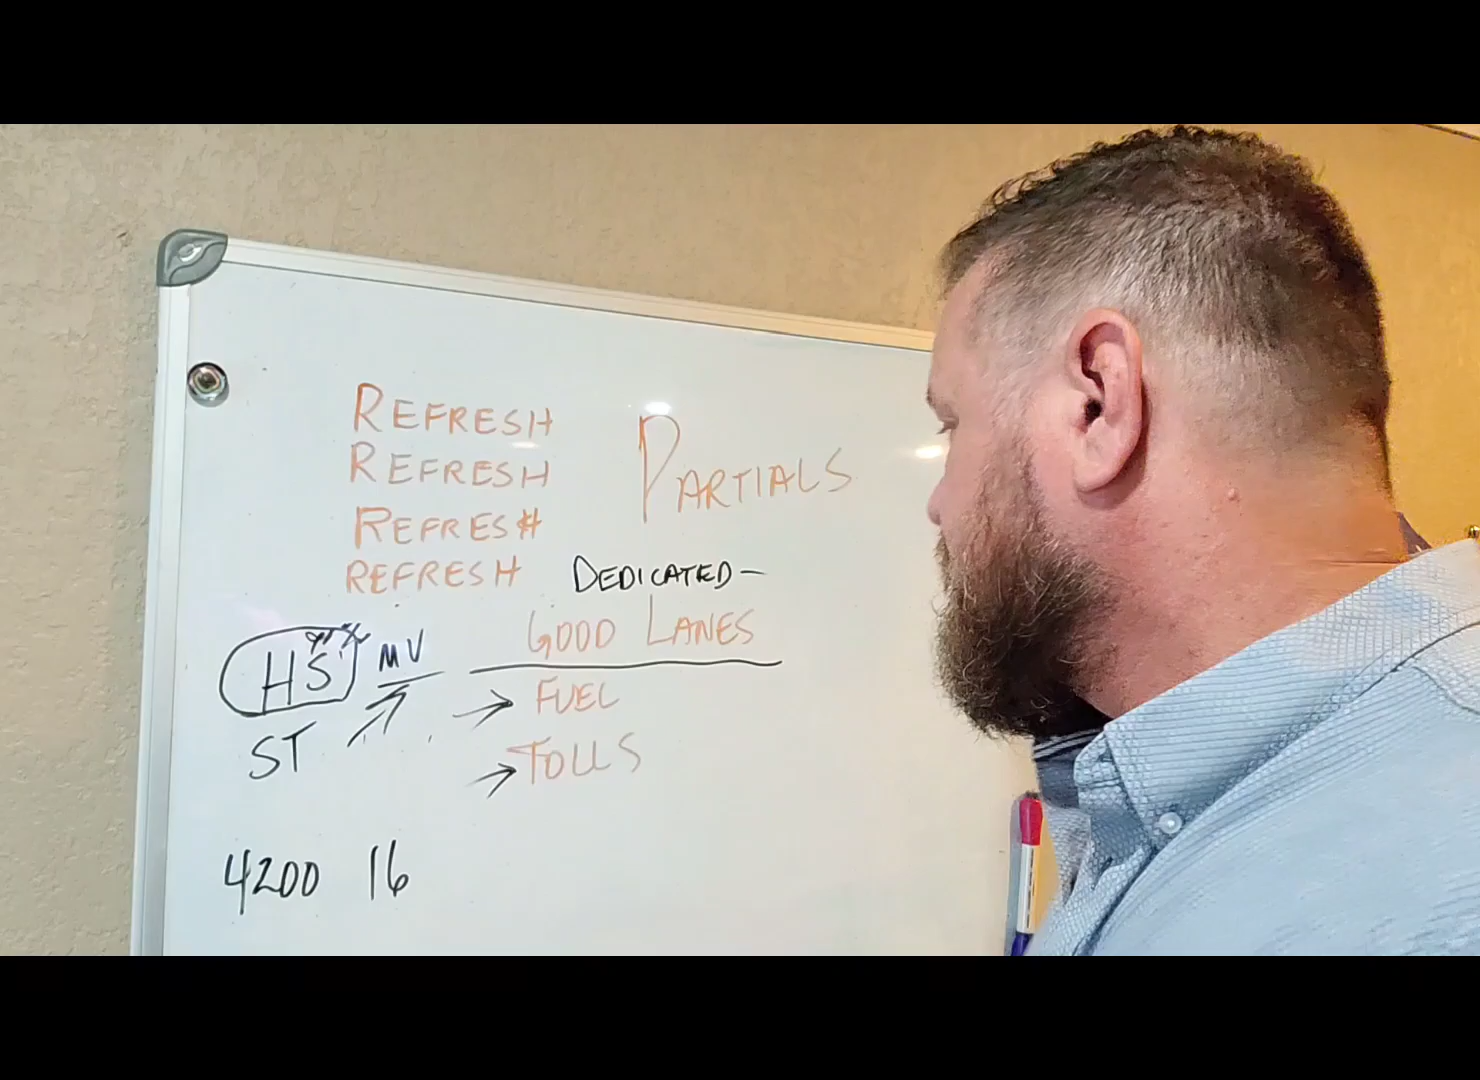 REFRESH
REFRESH
PARTIALS
REFRESH
REFRESH
DEDICATED-
GOOD LANES
HS
MV
FUEL
ST
TOLLS
4200 16